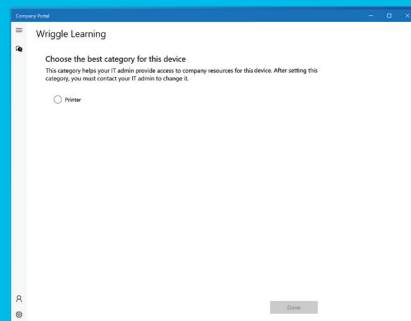 Company Portal
Wriggle Learning
Choose the best category for this device
This category helps your IT admin provide access to company resources for this device. After setting this
category, you must contact your IT admin to change it.
Printer
Done